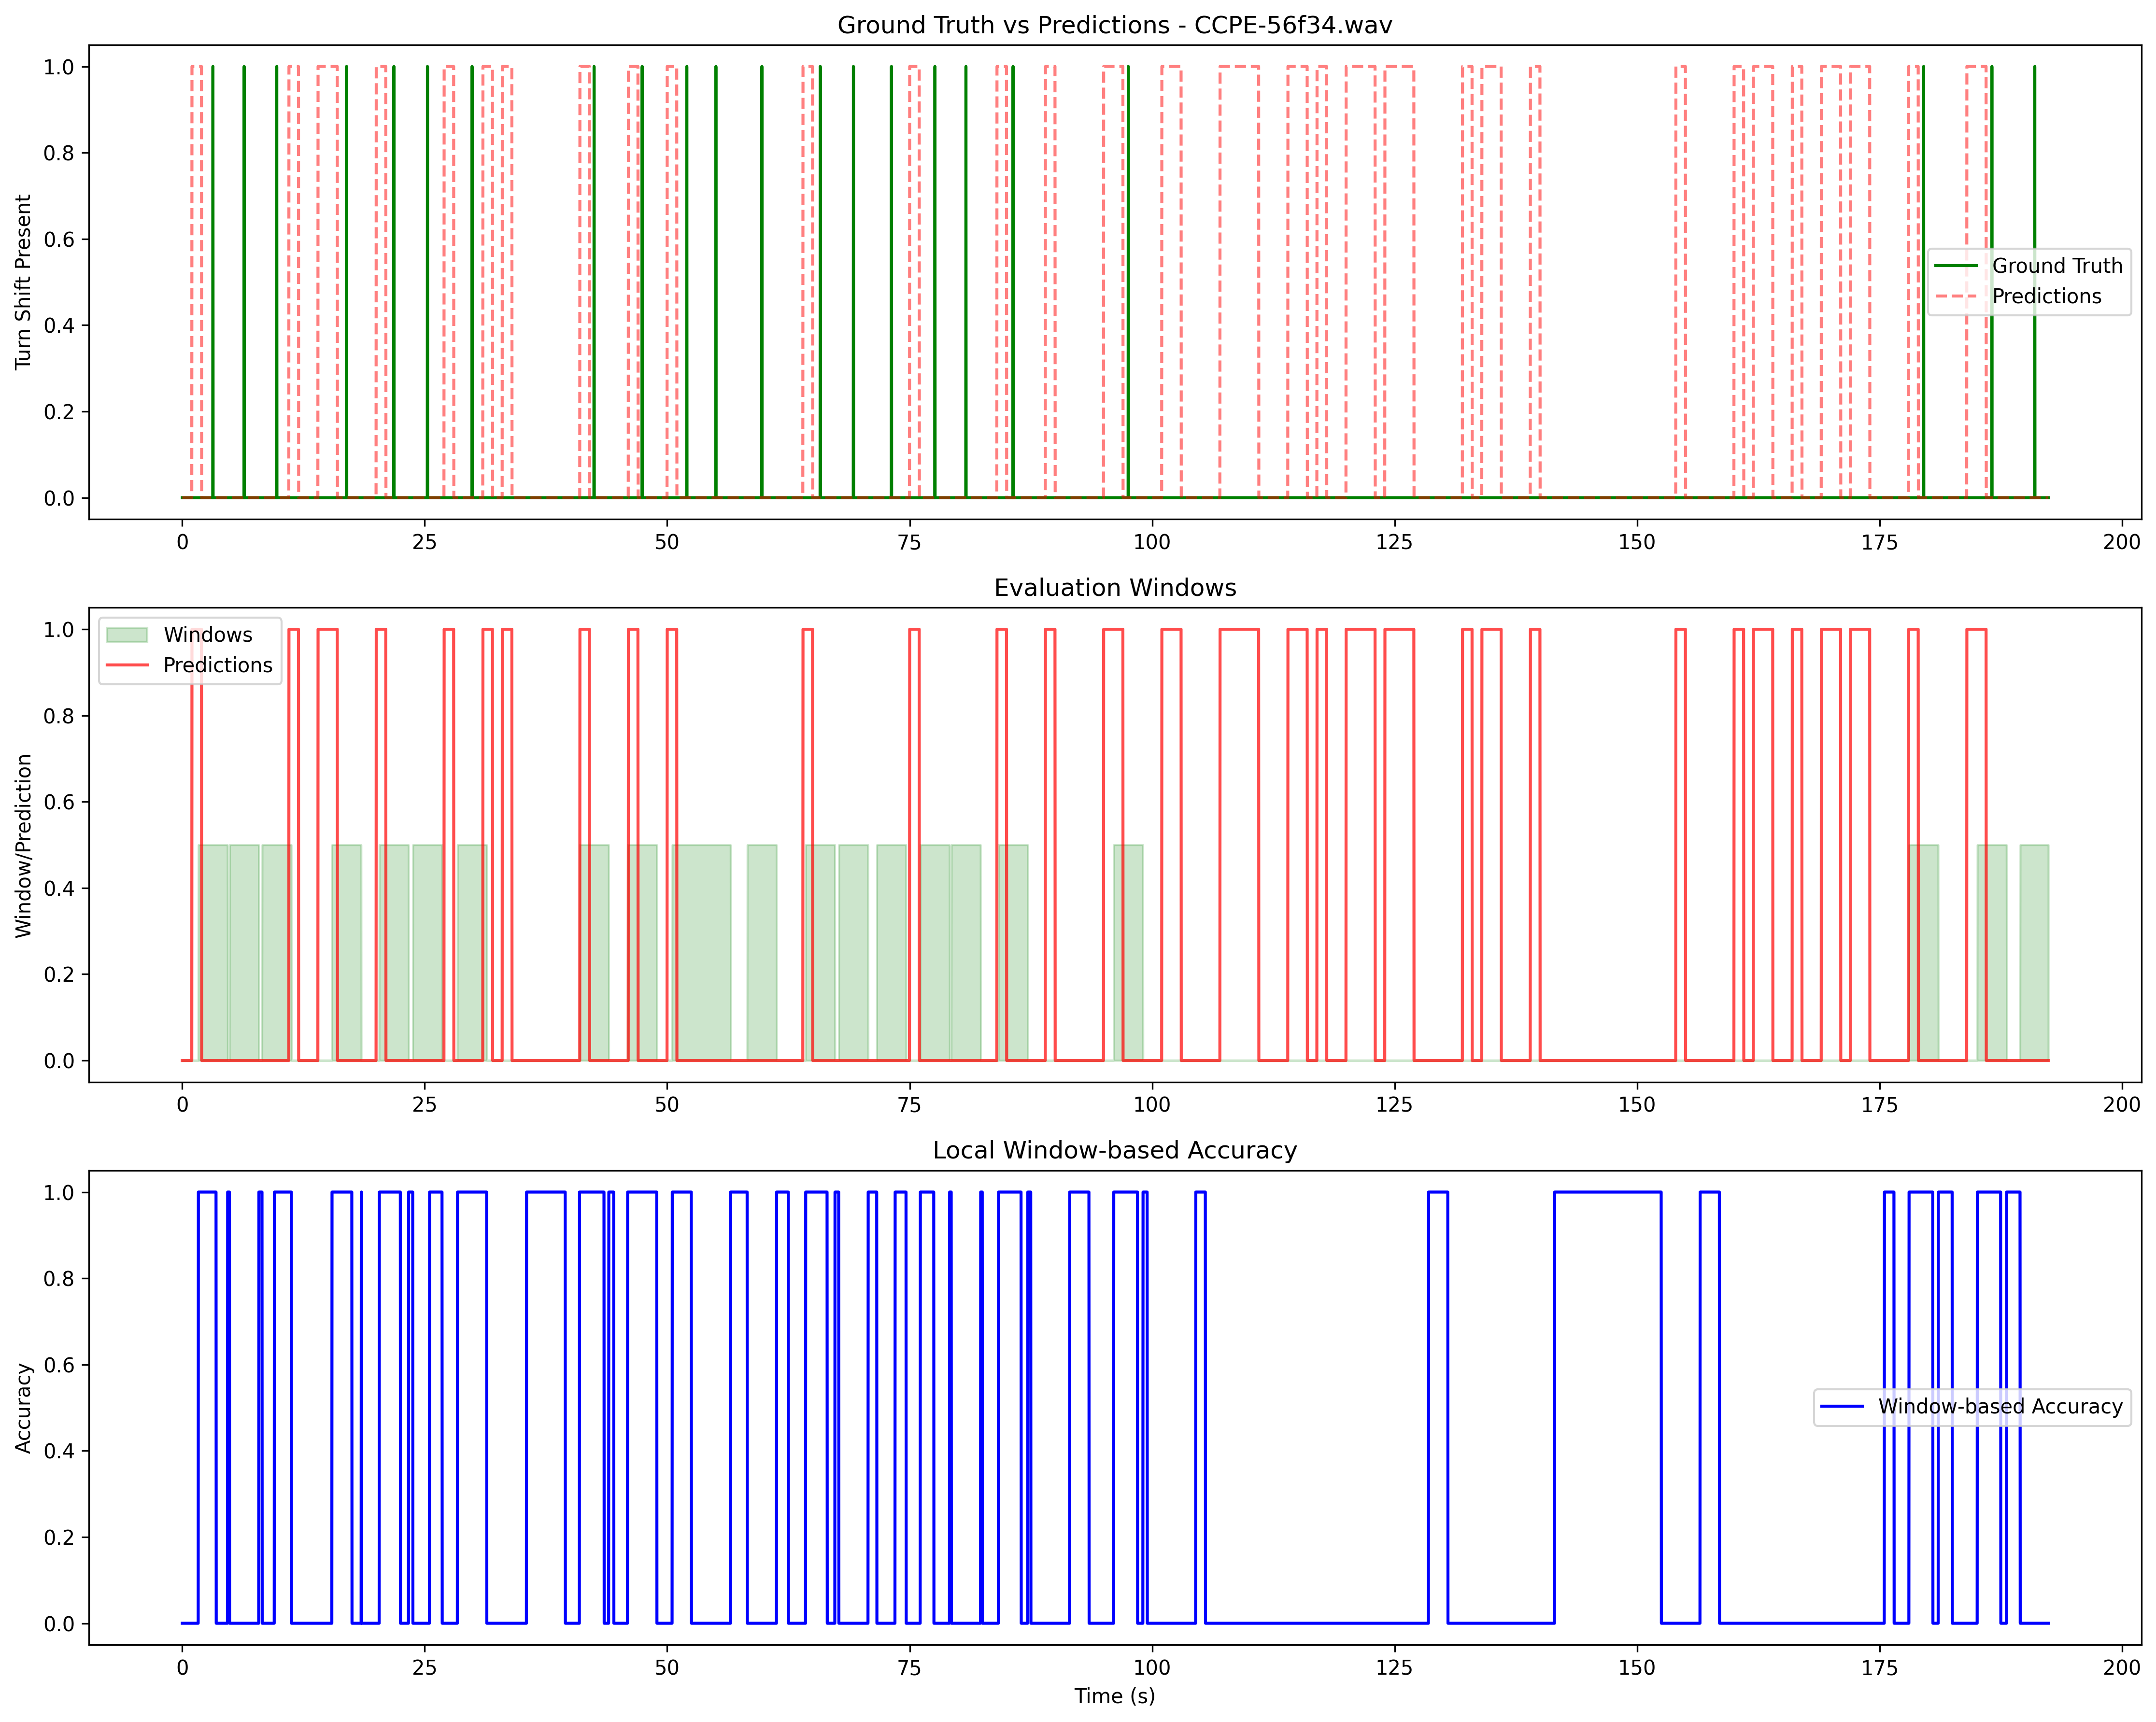 Ground Truth vs Predictions - CCPE-56f34.wav
Turn Shift Present
1.0
0.8
0.6
0.4
0.2
0.0
Ground Truth
Predictions
0 25 50 75 100 125 150 175 200
Evaluation Windows
Window/Prediction
1.0
0.8
0.6
0.4
0.2
0.0
Windows
Predictions
0 25 50 75 100 125 150 175 200
Local Window-based Accuracy
Accuracy
1.0
0.8
0.6
0.4
0.2
0.0
Window-based Accuracy
0 25 50 75 100 125 150 175 200
Time (s)